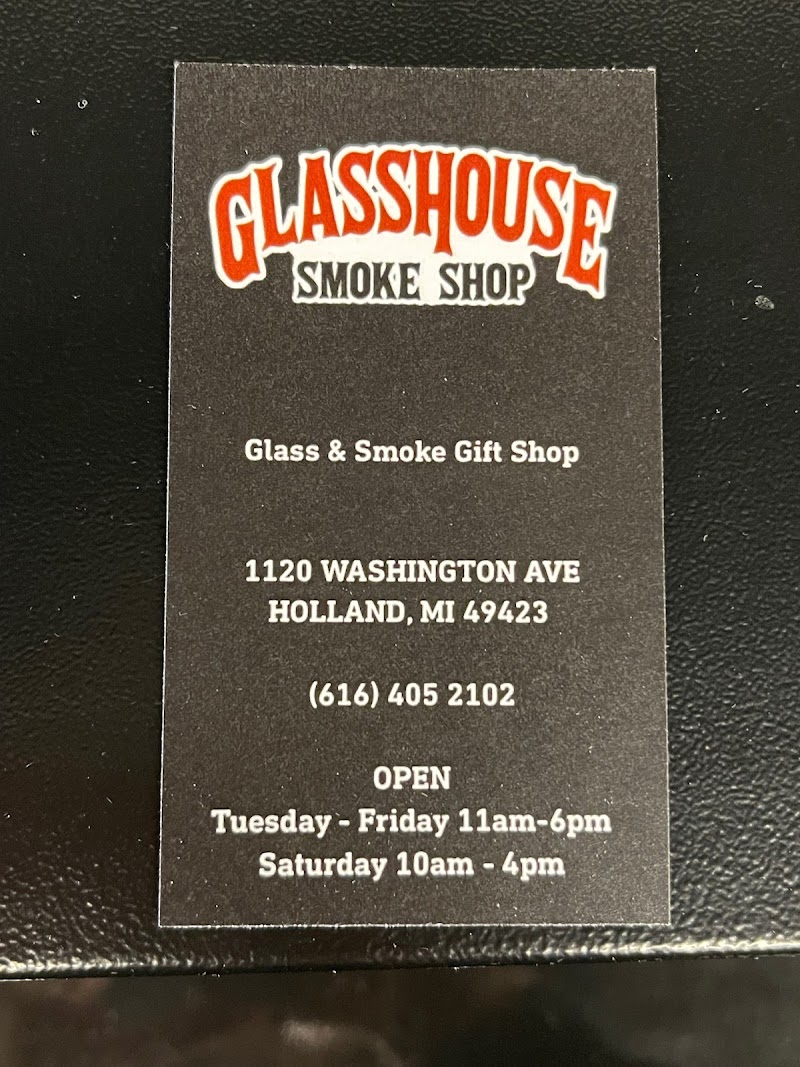 GLASSHOUSE
SMOKE SHOP
Glass & Smoke Gift Shop
1120 WASHINGTON AVE
HOLLAND, MI 49423
(616) 405 2102
OPEN
Tuesday - Friday 11am-6pm
Saturday 10am - 4pm